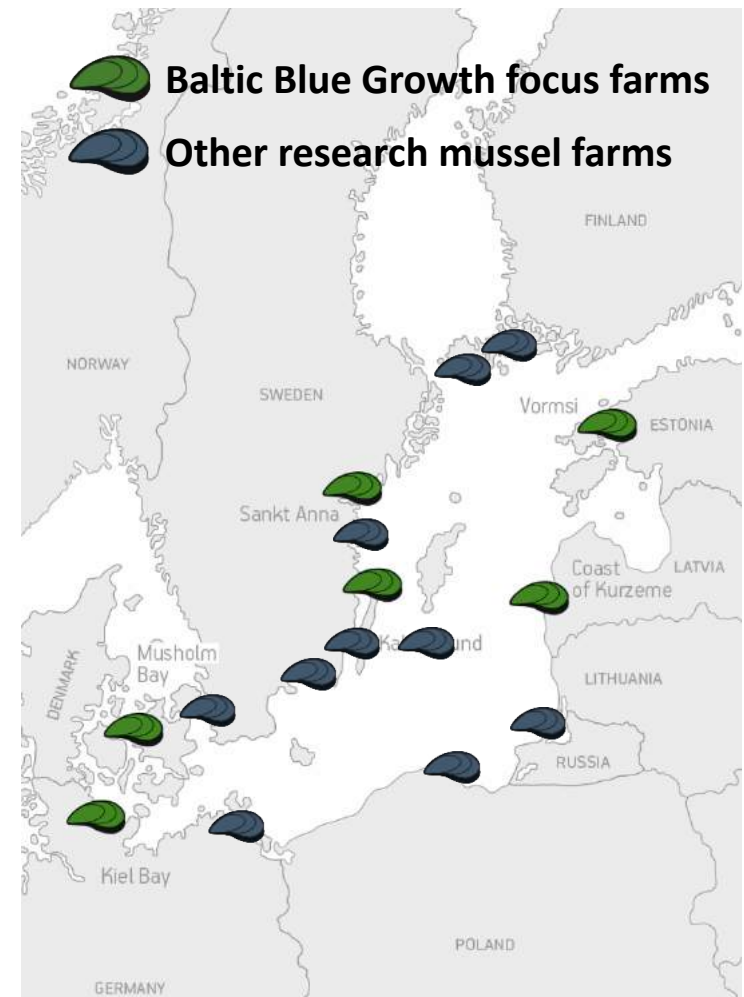 Baltic Blue Growth focus farms
Other research mussel farms
FINLAND
NORWAY
SWEDEN
Vormsi
ESTONIA
Sankt Anna
Coast
of Kurzeme
LATVIA
Musholm
Bay
DENMARK
LITHUANIA
RUSSIA
Kiel Bay
POLAND
GERMANY